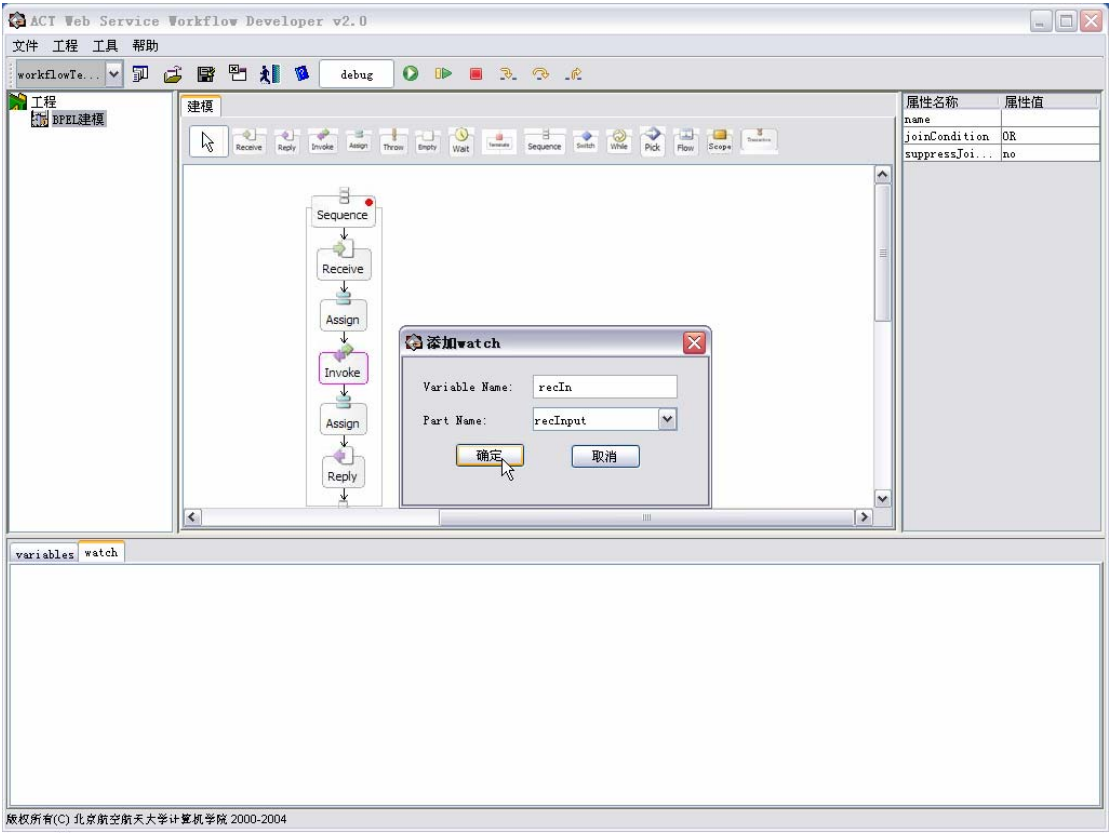 ACT Web Service Workflow Developer v2.0
文件 工程 工具 帮助
workflowTe... debug
工程
BPEL建模
建模
Receive Reply Invoke Assign Throw Empty Wait Terminate Sequence Switch While Pick Flow Scope
属性名称 属性值
name
joinCondition OR
suppressJoi... no
Sequence
Receive
Assign
Invoke
Assign
Reply
添加watch
Variable Name: recIn
Part Name: recInput
确定 取消
variables watch
版权所有(C) 北京航空航天大学计算机学院 2000-2004